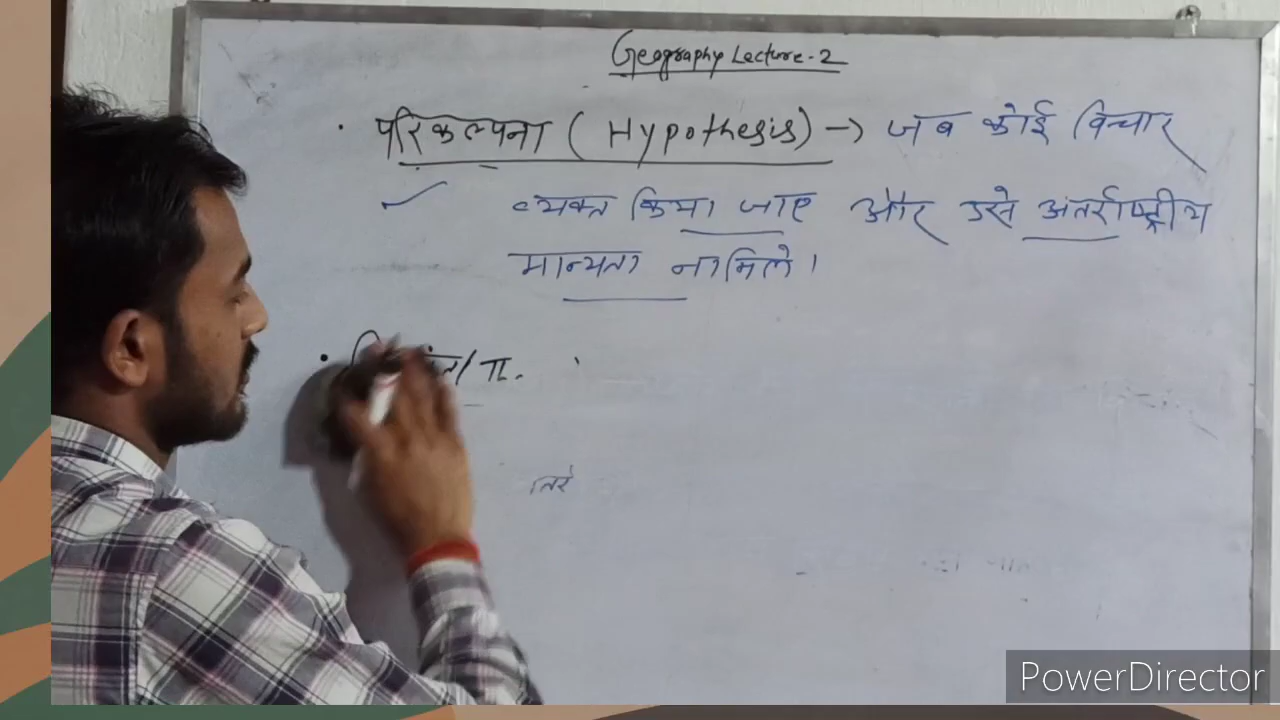 Geography Lecture-2
• परिकल्पना (Hypothesis) → जब कोई विचार
✓ व्यक्त किया जाए और उसे अंतर्राष्ट्रीय
मान्यता ना मिले।
PowerDirector